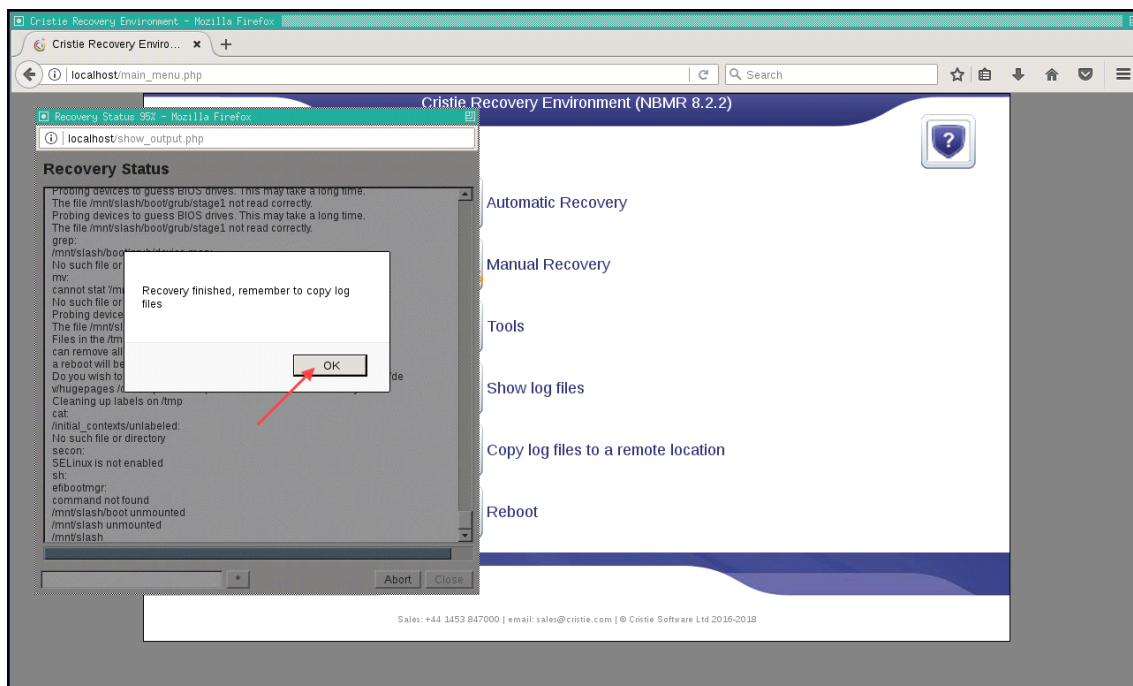 Cristie Recovery Environment - Mozilla Firefox
Cristie Recovery Enviro...
localhost/main_menu.php
Search
Cristie Recovery Environment (NBMR 8.2.2)
Recovery Status 95% - Mozilla Firefox
localhost/show_output.php
Recovery Status
Probing devices to guess BIOS drives. This may take a long time.
The file /mnt/slash/boot/grub/stage1 not read correctly.
Probing devices to guess BIOS drives. This may take a long time.
The file /mnt/slash/boot/grub/stage1 not read correctly.
grep:
/mnt/slash/boot/grub/device.map:
No such file or
mv:
cannot stat '/m
No such file or
Probing device
The file /mnt/sl
Files in the /tm
can remove all
a reboot will be
Do you wish to
/de
v/hugepages /d
Cleaning up labels on /tmp
cat:
/initial_contexts/unlabeled:
No such file or directory
secon:
SELinux is not enabled
sh:
efibootmgr:
command not found
/mnt/slash/boot unmounted
/mnt/slash unmounted
/mnt/slash
Recovery finished, remember to copy log
files
OK
* Abort Close
Automatic Recovery
Manual Recovery
Tools
Show log files
Copy log files to a remote location
Reboot
Sales: +44 1453 847000 | email: sales@cristie.com | © Cristie Software Ltd 2016-2018